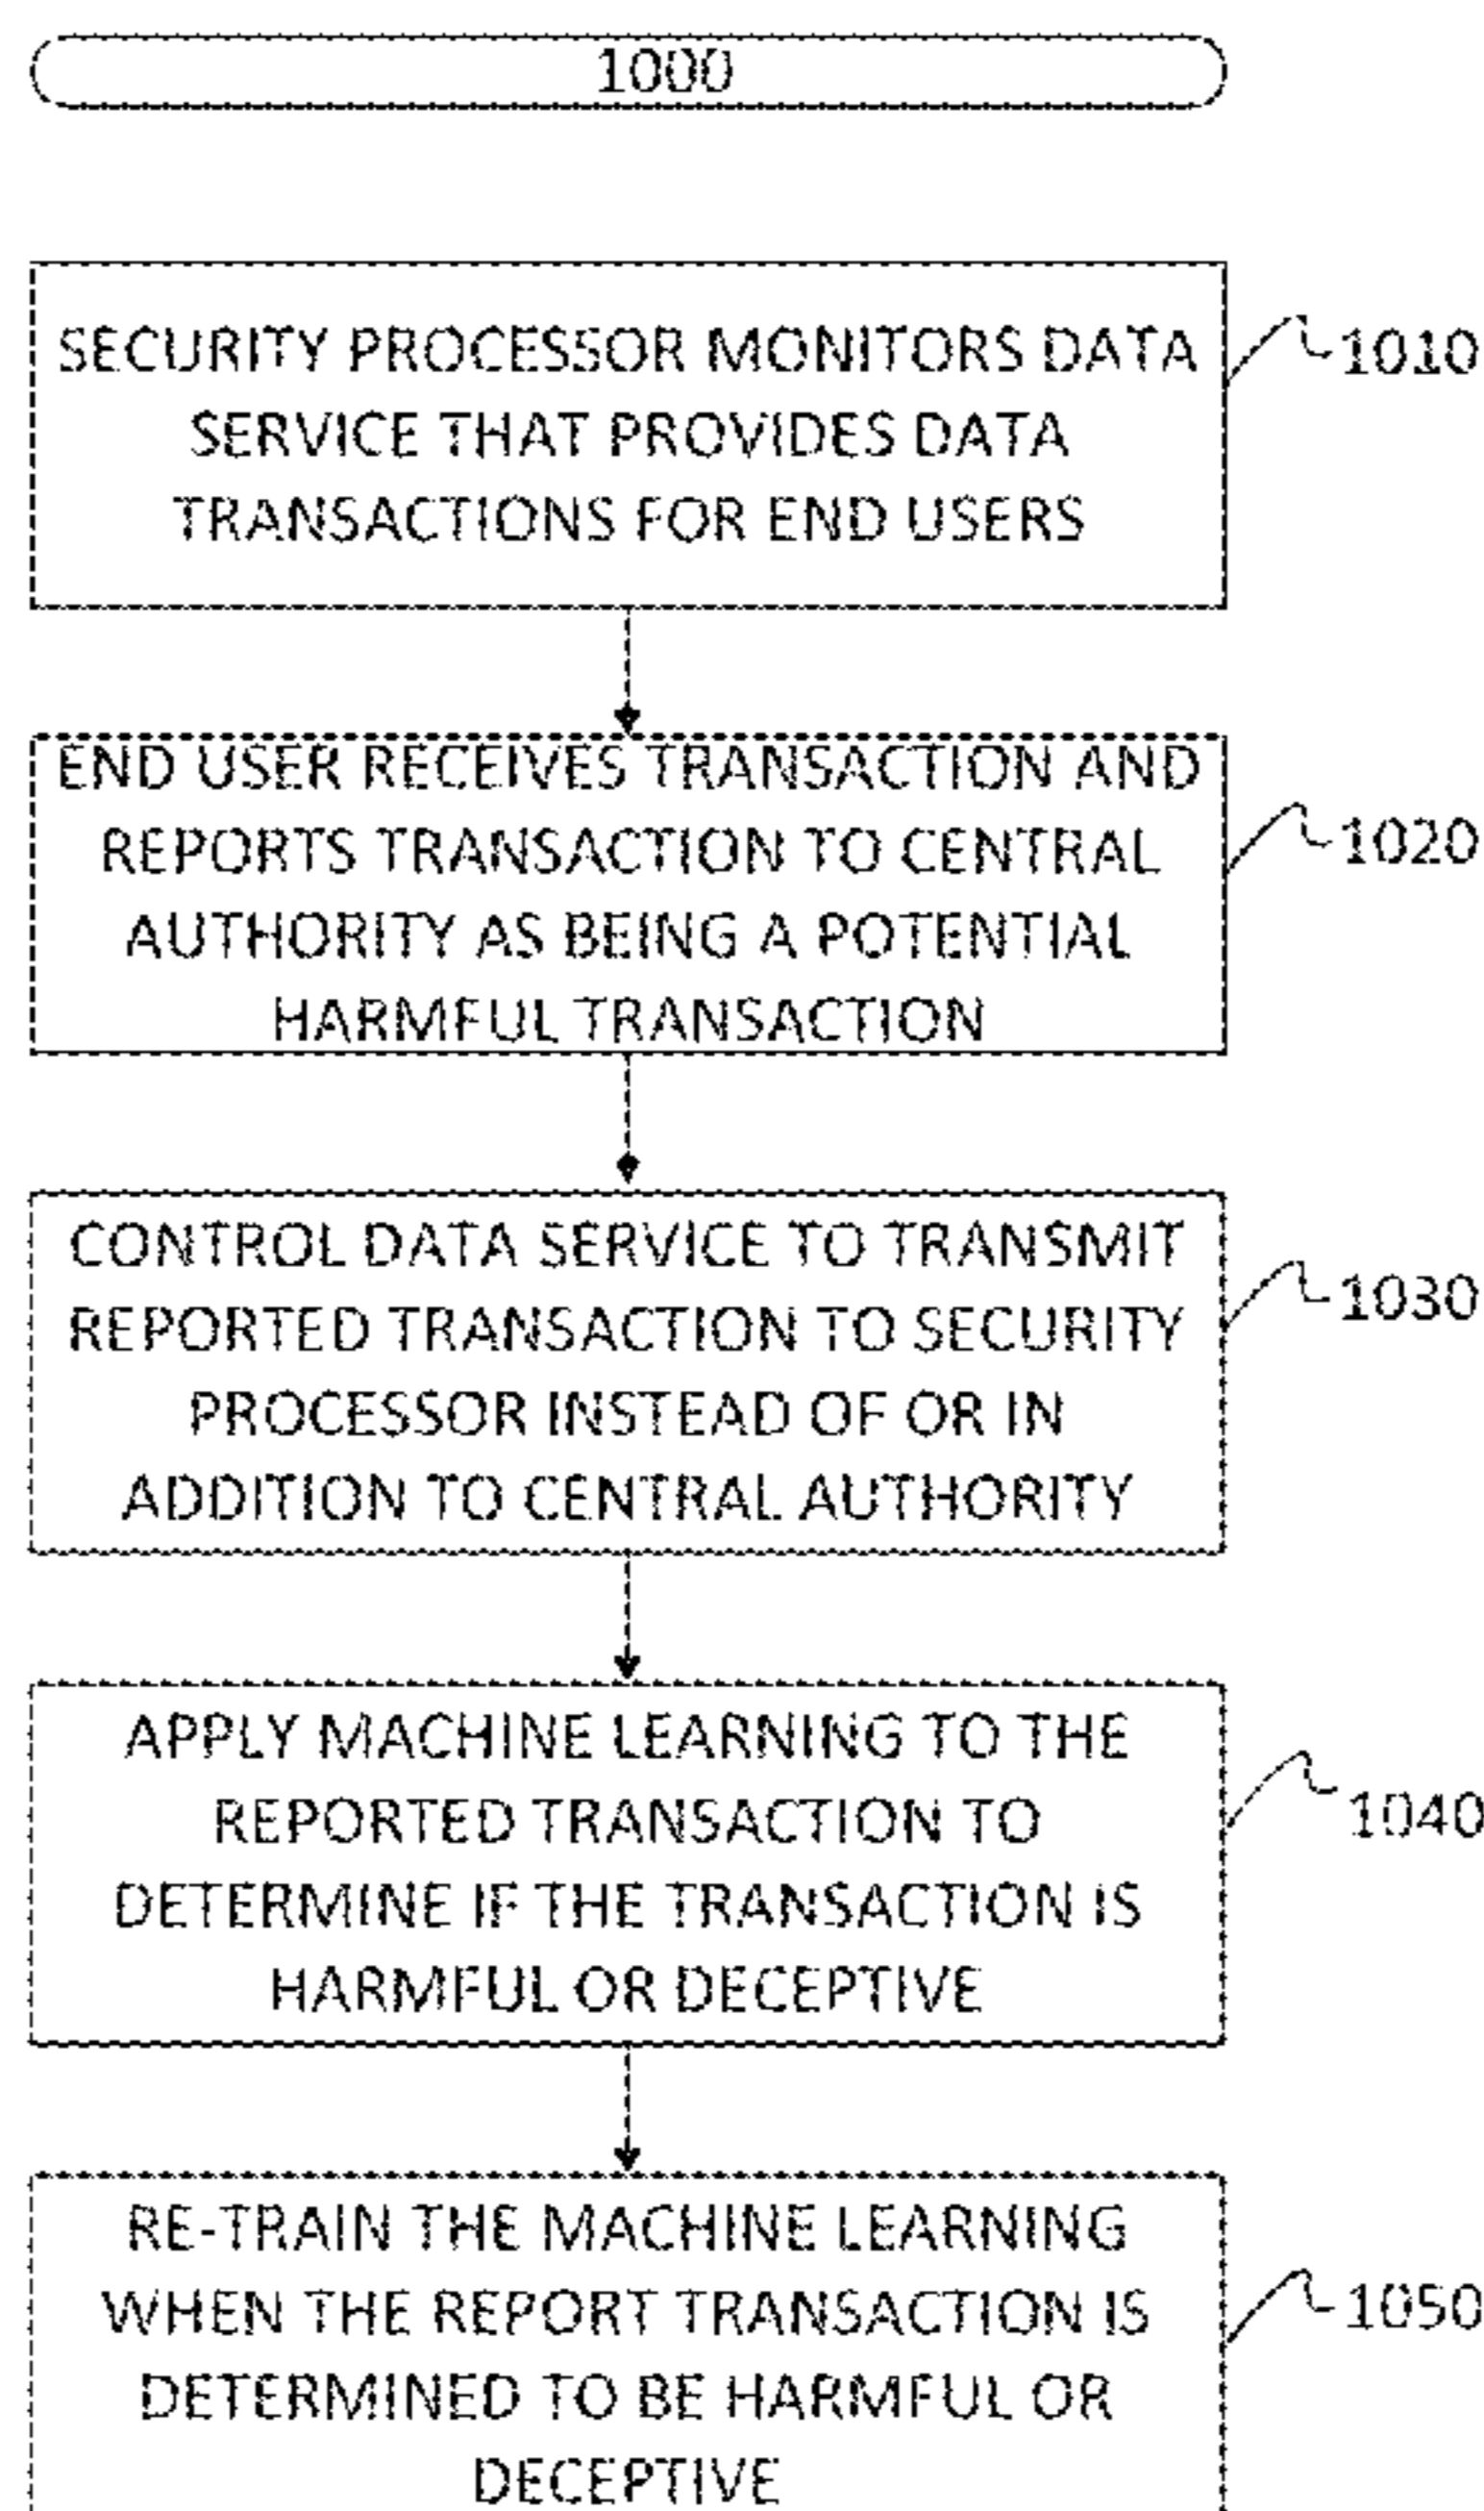 1000
SECURITY PROCESSOR MONITORS DATA
SERVICE THAT PROVIDES DATA
TRANSACTIONS FOR END USERS
1010
END USER RECEIVES TRANSACTION AND
REPORTS TRANSACTION TO CENTRAL
AUTHORITY AS BEING A POTENTIAL
HARMFUL TRANSACTION
1020
CONTROL DATA SERVICE TO TRANSMIT
REPORTED TRANSACTION TO SECURITY
PROCESSOR INSTEAD OF OR IN
ADDITION TO CENTRAL AUTHORITY
1030
APPLY MACHINE LEARNING TO THE
REPORTED TRANSACTION TO
DETERMINE IF THE TRANSACTION IS
HARMFUL OR DECEPTIVE
1040
RE-TRAIN THE MACHINE LEARNING
WHEN THE REPORT TRANSACTION IS
DETERMINED TO BE HARMFUL OR
DECEPTIVE
1050